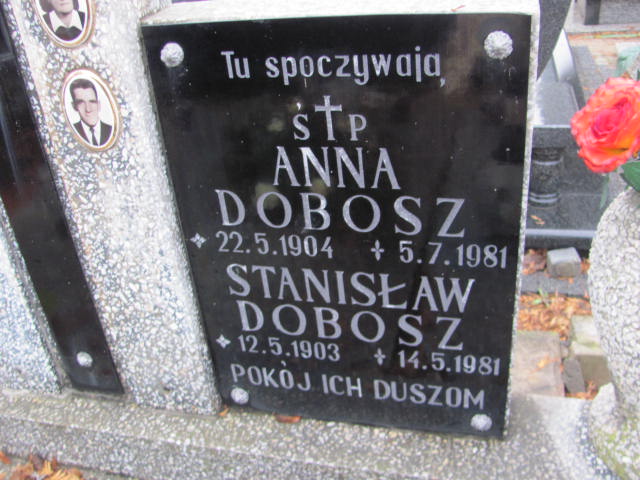 Tu spoczywają
Ś✝P
ANNA
DOBOSZ
22.5.1904 ✝ 5.7.1981
STANISŁAW
DOBOSZ
12.5.1903 ✝ 14.5.1981
POKÓJ ICH DUSZOM